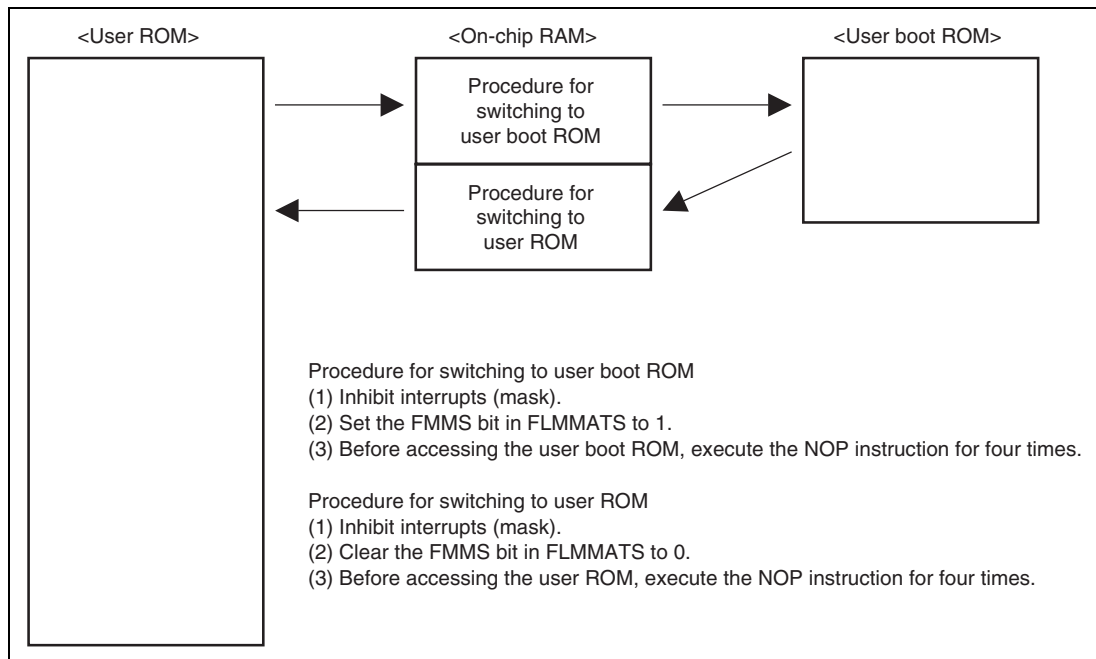 <User ROM>
<On-chip RAM>
<User boot ROM>
Procedure for
switching to
user boot ROM
Procedure for
switching to
user ROM
Procedure for switching to user boot ROM
(1) Inhibit interrupts (mask).
(2) Set the FMMS bit in FLMMATS to 1.
(3) Before accessing the user boot ROM, execute the NOP instruction for four times.
Procedure for switching to user ROM
(1) Inhibit interrupts (mask).
(2) Clear the FMMS bit in FLMMATS to 0.
(3) Before accessing the user ROM, execute the NOP instruction for four times.